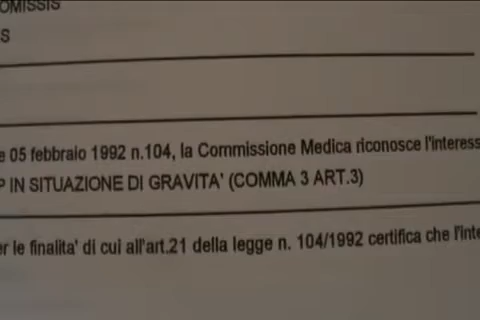 OMISSIS
S
e 05 febbraio 1992 n.104, la Commissione Medica riconosce l'interess
P IN SITUAZIONE DI GRAVITA' (COMMA 3 ART.3)
er le finalita' di cui all'art.21 della legge n. 104/1992 certifica che l'inte